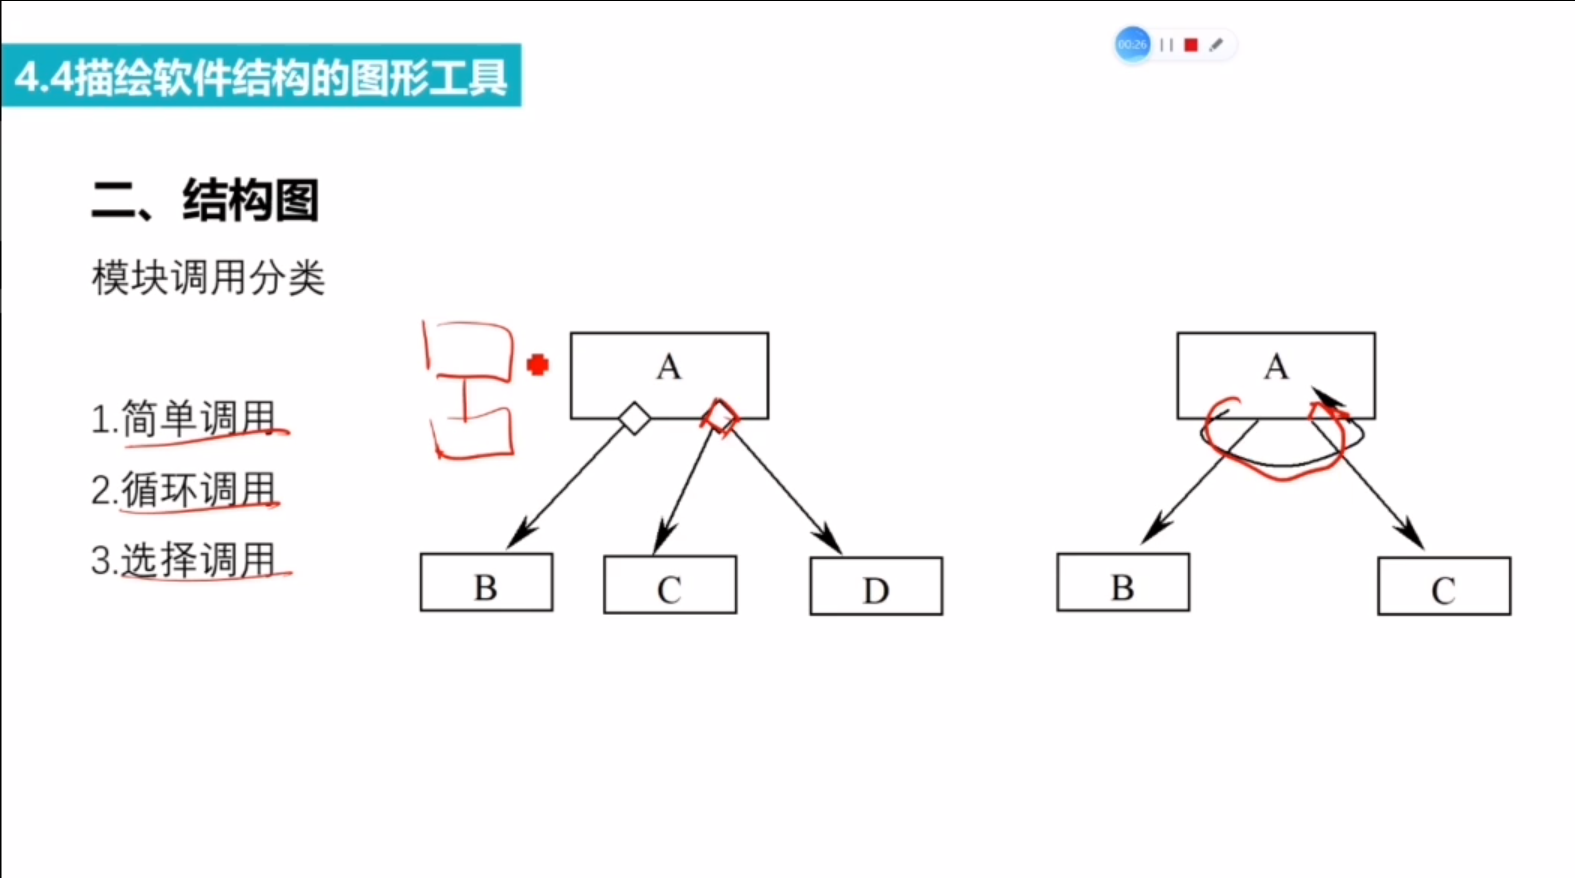 00:26
4.4描绘软件结构的图形工具
二、结构图
模块调用分类
1.简单调用
2.循环调用
3.选择调用
A
B
C
D
A
B
C